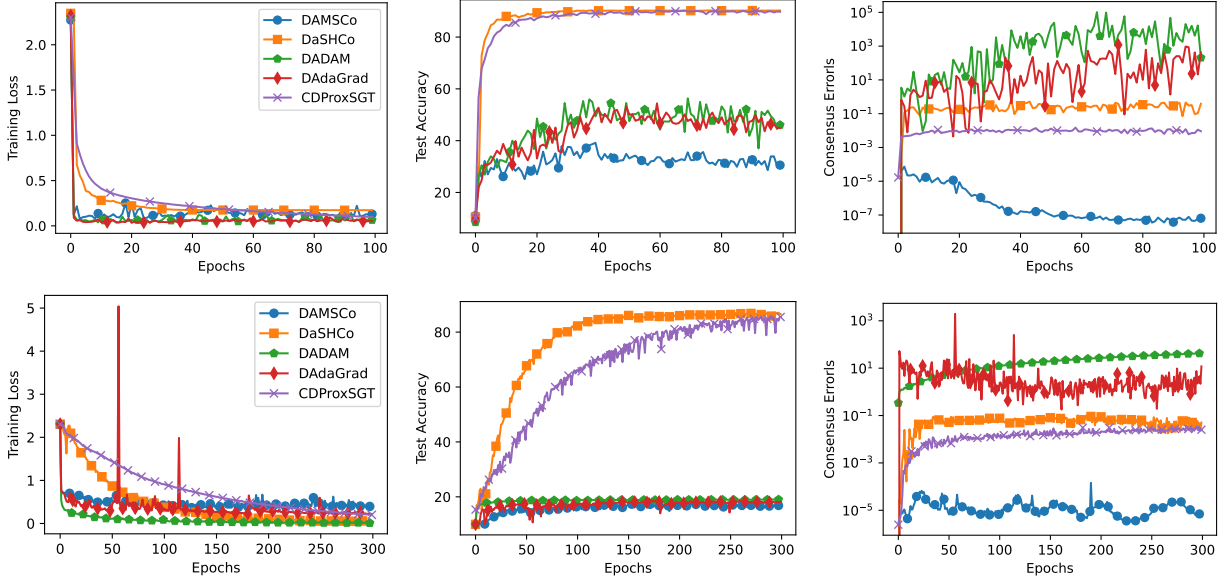 2.0
1.5
1.0
0.5
0.0
Training Loss
0 20 40 60 80 100
Epochs
DAMSCo
DaSHCo
DADAM
DAdaGrad
CDProxSGT
80
60
40
20
Test Accuracy
0 20 40 60 80 100
Epochs
10^5
10^3
10^1
10^-1
10^-3
10^-5
10^-7
Consensus Errorls
0 20 40 60 80 100
Epochs
5
4
3
2
1
0
Training Loss
0 50 100 150 200 250 300
Epochs
DAMSCo
DaSHCo
DADAM
DAdaGrad
CDProxSGT
80
60
40
20
Test Accuracy
0 50 100 150 200 250 300
Epochs
10^3
10^1
10^-1
10^-3
10^-5
Consensus Errorls
0 50 100 150 200 250 300
Epochs